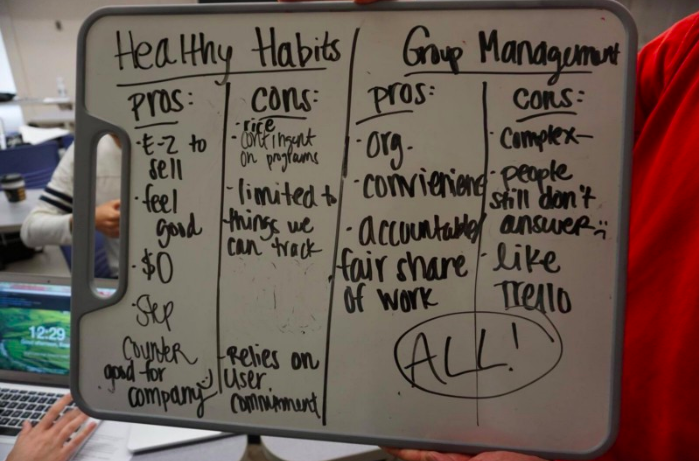 Healthy Habits
pros:
- E-Z to
sell
- feel
good
- $0
- Step
Counter
good for
company :)
cons:
- rice
contingent
on programs
- limited to
things we
can track
- Relies on
User
commitment
Group Management
pros:
- org.
- convienience
- accountable
fair share
of work
cons:
- Complex
- people
still don't
answer :(
- like
Trello
ALL!
12:29